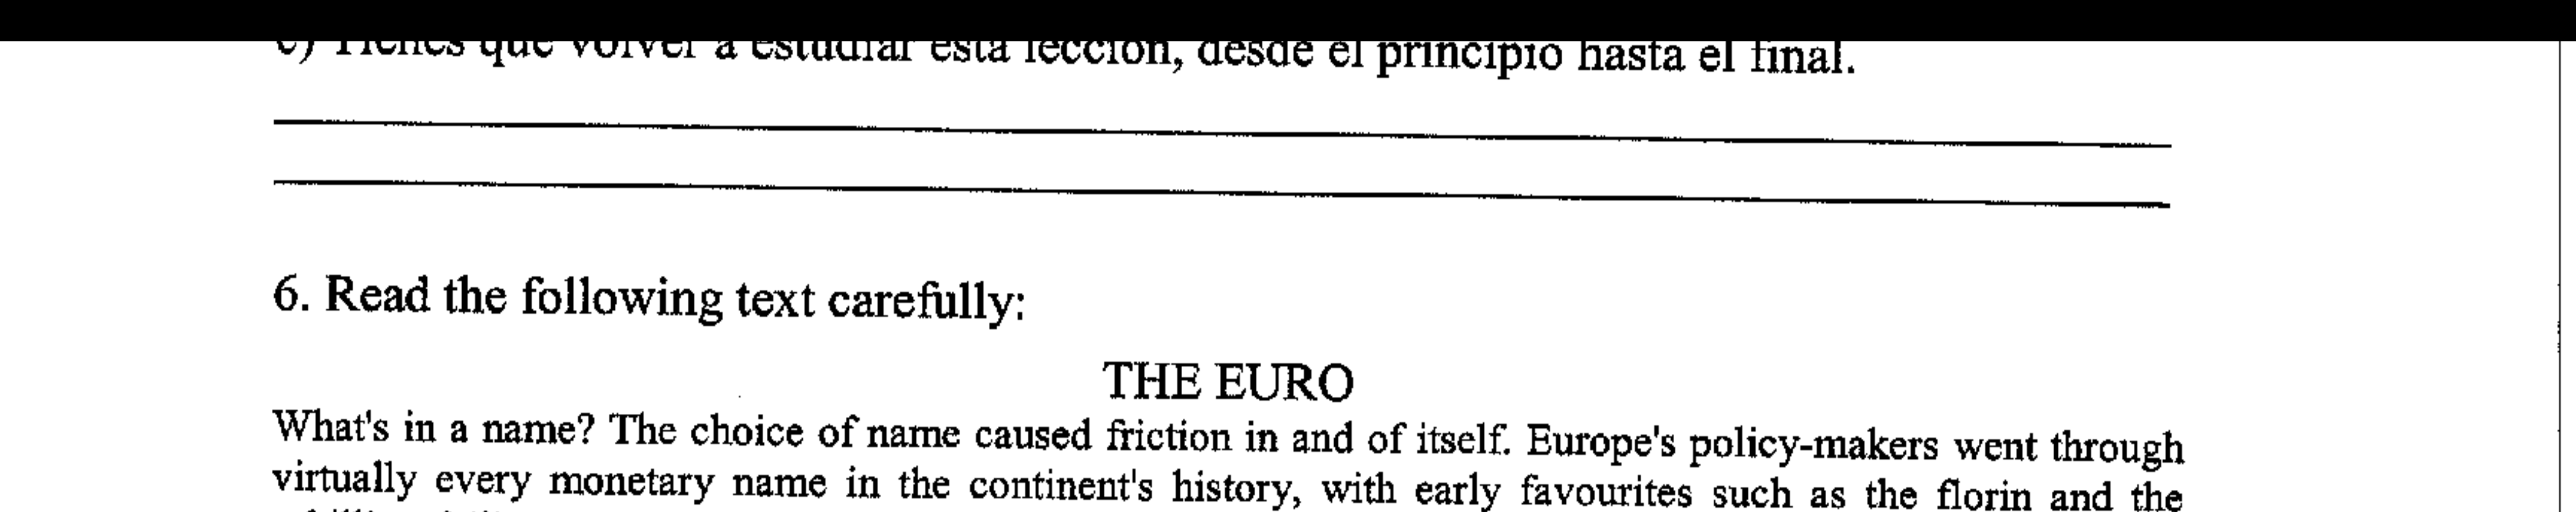 Tienes que volver a estudiar esta lección, desde el principio hasta el final.
6. Read the following text carefully:
THE EURO
What's in a name? The choice of name caused friction in and of itself. Europe's policy-makers went through
virtually every monetary name in the continent's history, with early favourites such as the florin and the